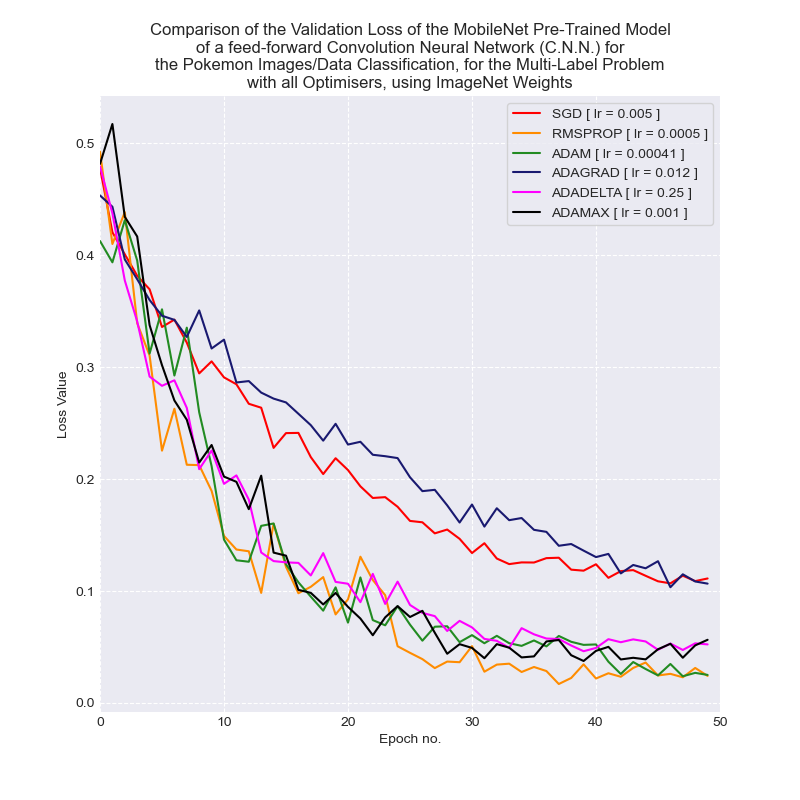 Comparison of the Validation Loss of the MobileNet Pre-Trained Model
of a feed-forward Convolution Neural Network (C.N.N.) for
the Pokemon Images/Data Classification, for the Multi-Label Problem
with all Optimisers, using ImageNet Weights
SGD [ lr = 0.005 ]
RMSPROP [ lr = 0.0005 ]
ADAM [ lr = 0.00041 ]
ADAGRAD [ lr = 0.012 ]
ADADELTA [ lr = 0.25 ]
ADAMAX [ lr = 0.001 ]
0.5
0.4
0.3
0.2
0.1
0.0
Loss Value
0 10 20 30 40 50
Epoch no.